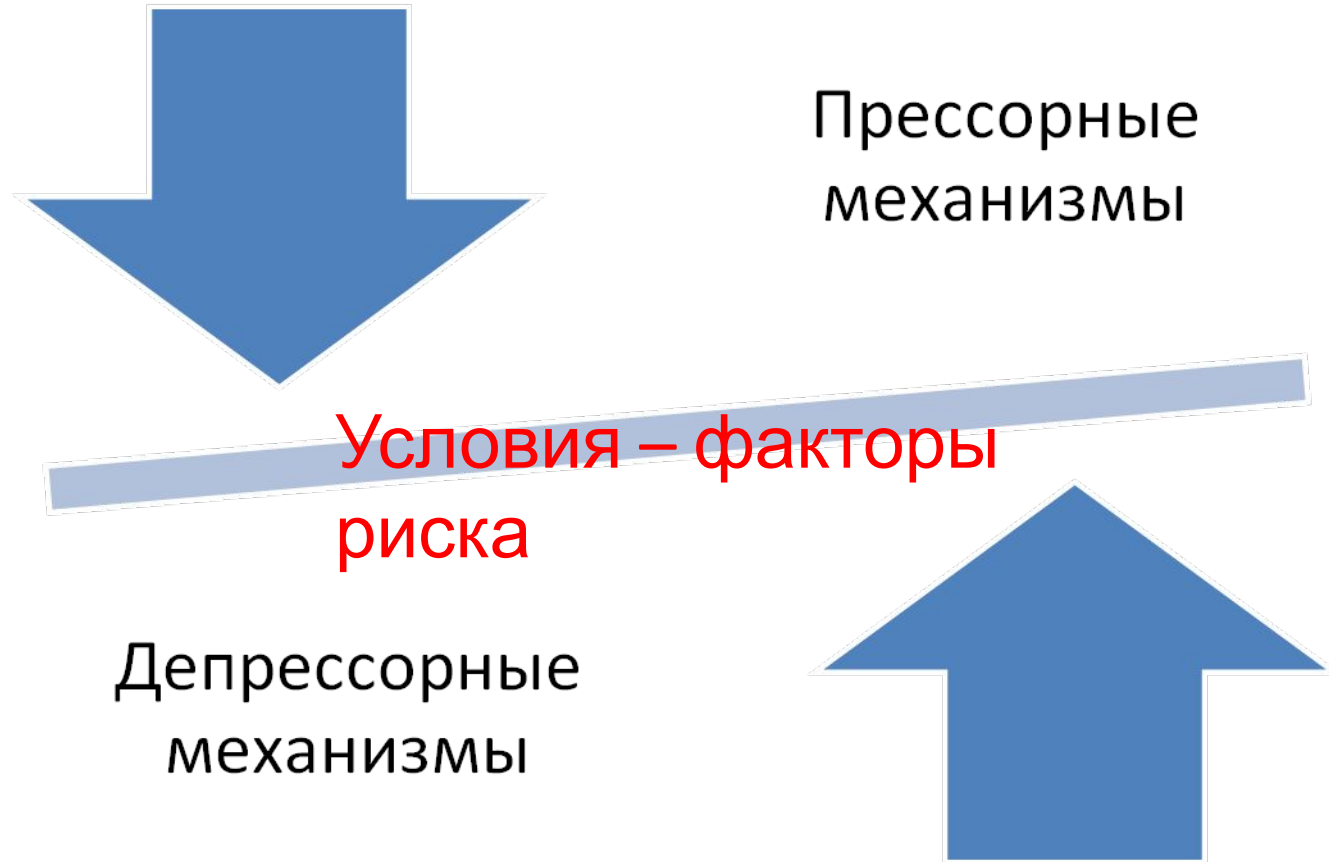 Прессорные
механизмы
Условия – факторы
риска
Депрессорные
механизмы